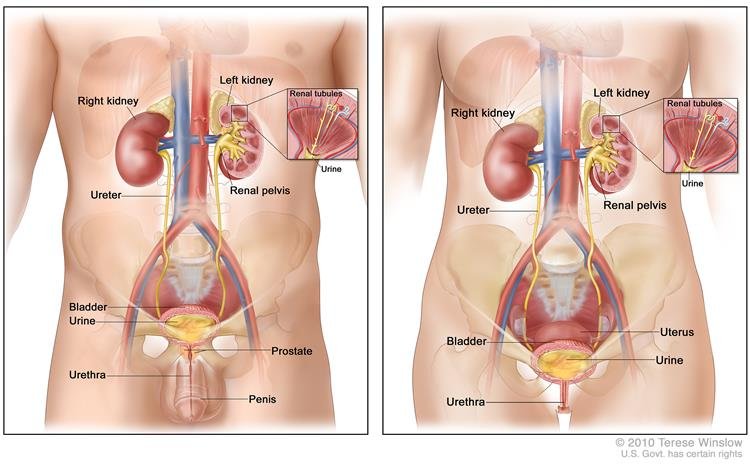 Left kidney
Right kidney
Renal tubules
Urine
Ureter
Renal pelvis
Bladder
Urine
Prostate
Urethra
Penis
Left kidney
Right kidney
Renal tubules
Urine
Ureter
Renal pelvis
Uterus
Bladder
Urine
Urethra
© 2010 Terese Winslow
U.S. Govt. has certain rights